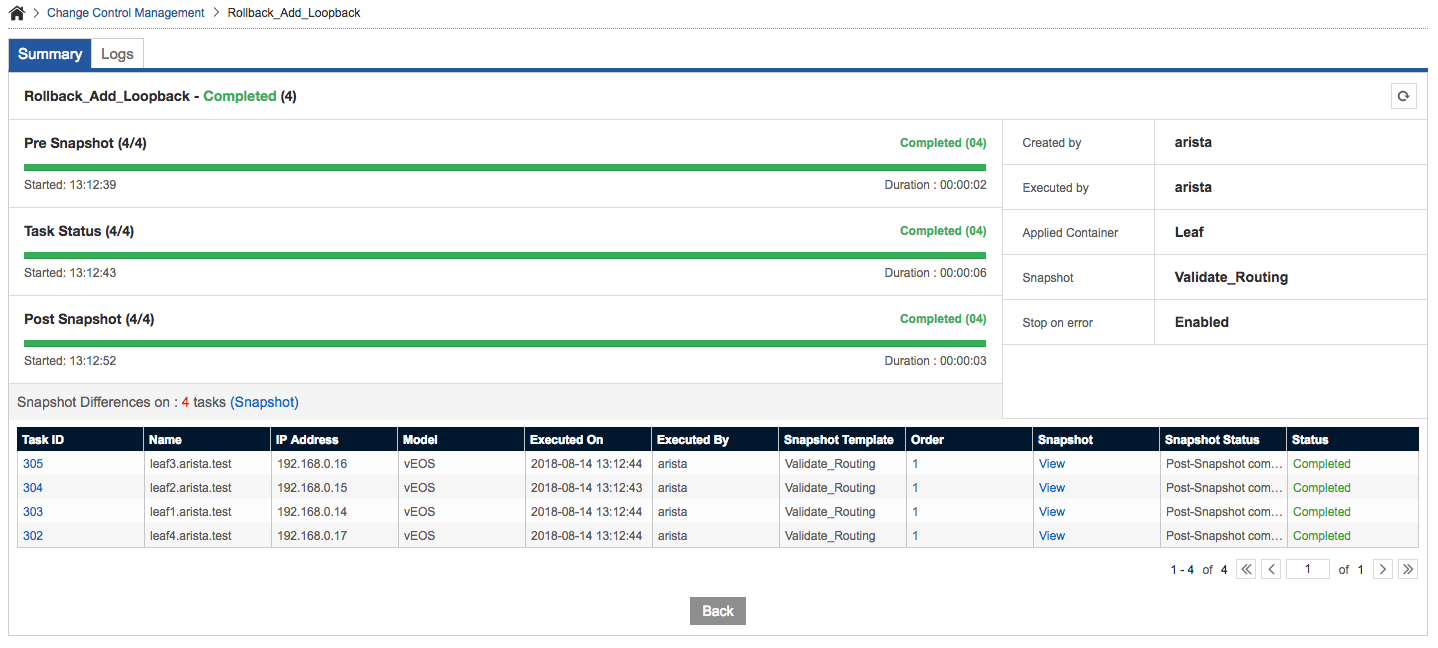 Change Control Management > Rollback_Add_Loopback
Summary Logs
Rollback_Add_Loopback - Completed (4)
Pre Snapshot (4/4) Completed (04)
Started: 13:12:39 Duration : 00:00:02
Task Status (4/4) Completed (04)
Started: 13:12:43 Duration : 00:00:06
Post Snapshot (4/4) Completed (04)
Started: 13:12:52 Duration : 00:00:03
Created by arista
Executed by arista
Applied Container Leaf
Snapshot Validate_Routing
Stop on error Enabled
Snapshot Differences on : 4 tasks (Snapshot)
Task ID Name IP Address Model Executed On Executed By Snapshot Template Order Snapshot Snapshot Status Status
305 leaf3.arista.test 192.168.0.16 vEOS 2018-08-14 13:12:44 arista Validate_Routing 1 View Post-Snapshot com... Completed
304 leaf2.arista.test 192.168.0.15 vEOS 2018-08-14 13:12:43 arista Validate_Routing 1 View Post-Snapshot com... Completed
303 leaf1.arista.test 192.168.0.14 vEOS 2018-08-14 13:12:44 arista Validate_Routing 1 View Post-Snapshot com... Completed
302 leaf4.arista.test 192.168.0.17 vEOS 2018-08-14 13:12:44 arista Validate_Routing 1 View Post-Snapshot com... Completed
1 - 4 of 4 1 of 1
Back